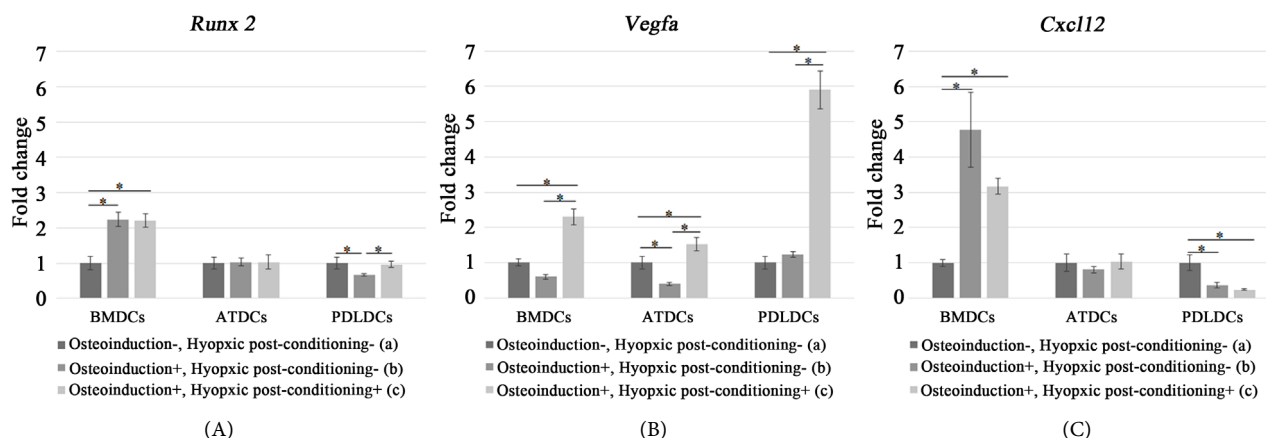 Runx 2
Fold change
7
6
5
4
3
2
1
0
*
*
*
*
BMDCs
ATDCs
PDLDCs
Osteoinduction-, Hyopxic post-conditioning- (a)
Osteoinduction+, Hyopxic post-conditioning- (b)
Osteoinduction+, Hyopxic post-conditioning+ (c)
(A)
Vegfa
Fold change
7
6
5
4
3
2
1
0
*
*
*
*
*
*
*
BMDCs
ATDCs
PDLDCs
Osteoinduction-, Hyopxic post-conditioning- (a)
Osteoinduction+, Hyopxic post-conditioning- (b)
Osteoinduction+, Hyopxic post-conditioning+ (c)
(B)
Cxcl12
Fold change
7
6
5
4
3
2
1
0
*
*
*
*
BMDCs
ATDCs
PDLDCs
Osteoinduction-, Hyopxic post-conditioning- (a)
Osteoinduction+, Hyopxic post-conditioning- (b)
Osteoinduction+, Hyopxic post-conditioning+ (c)
(C)